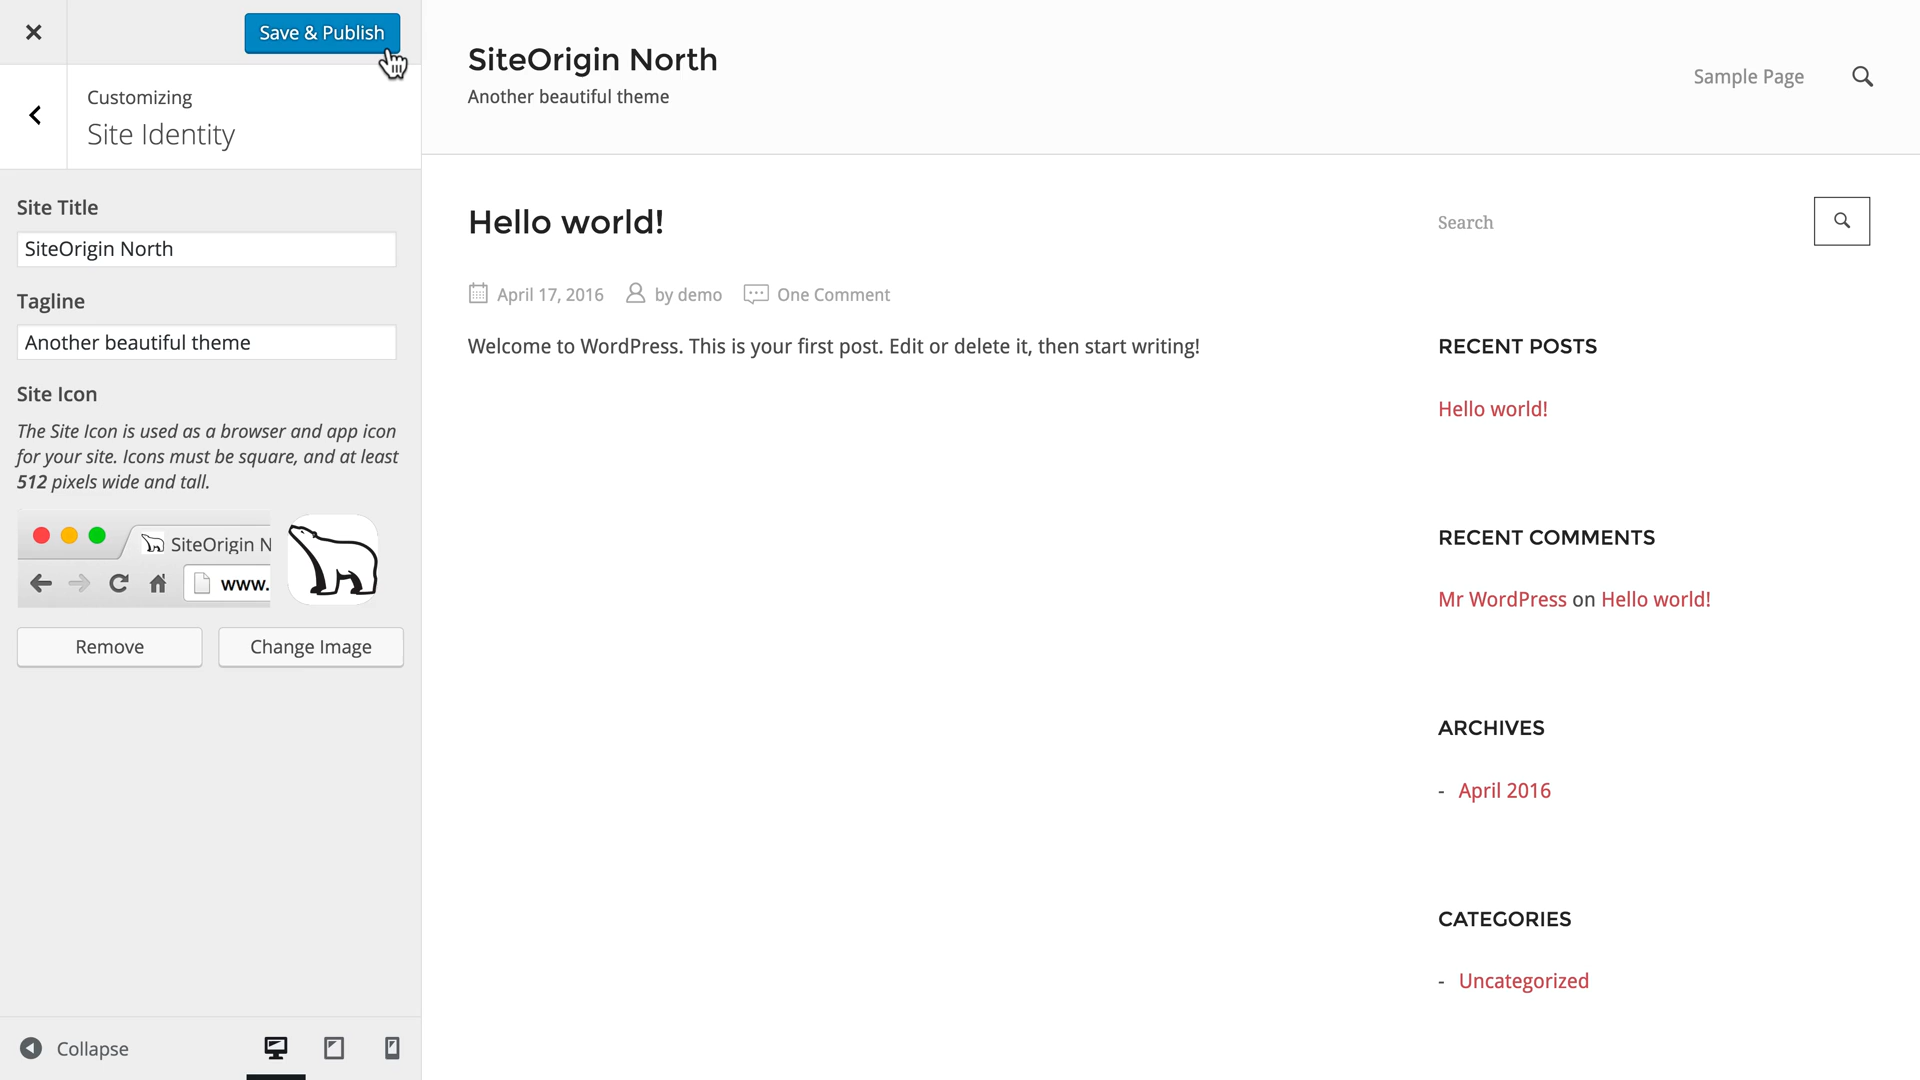 Save & Publish
Customizing
Site Identity
Site Title
SiteOrigin North
Tagline
Another beautiful theme
Site Icon
The Site Icon is used as a browser and app icon
for your site. Icons must be square, and at least
512 pixels wide and tall.
SiteOrigin N
www.
Remove
Change Image
Collapse
SiteOrigin North
Another beautiful theme
Sample Page
Hello world!
April 17, 2016
by demo
One Comment
Welcome to WordPress. This is your first post. Edit or delete it, then start writing!
Search
RECENT POSTS
Hello world!
RECENT COMMENTS
Mr WordPress on Hello world!
ARCHIVES
- April 2016
CATEGORIES
- Uncategorized